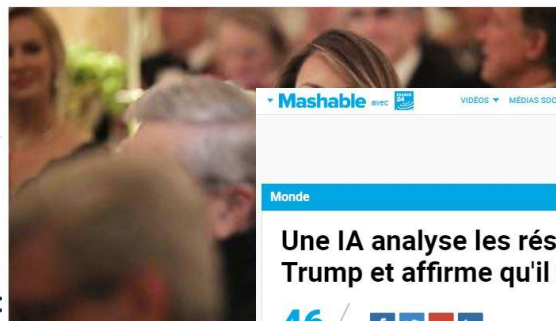 Mashable avec FRANCE 24 VIDÉOS MÉDIAS SOC
Monde
Une IA analyse les rés
Trump et affirme qu'il
46